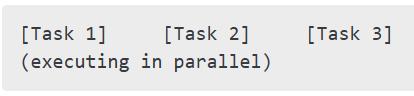 [Task 1]     [Task 2]     [Task 3]
(executing in parallel)